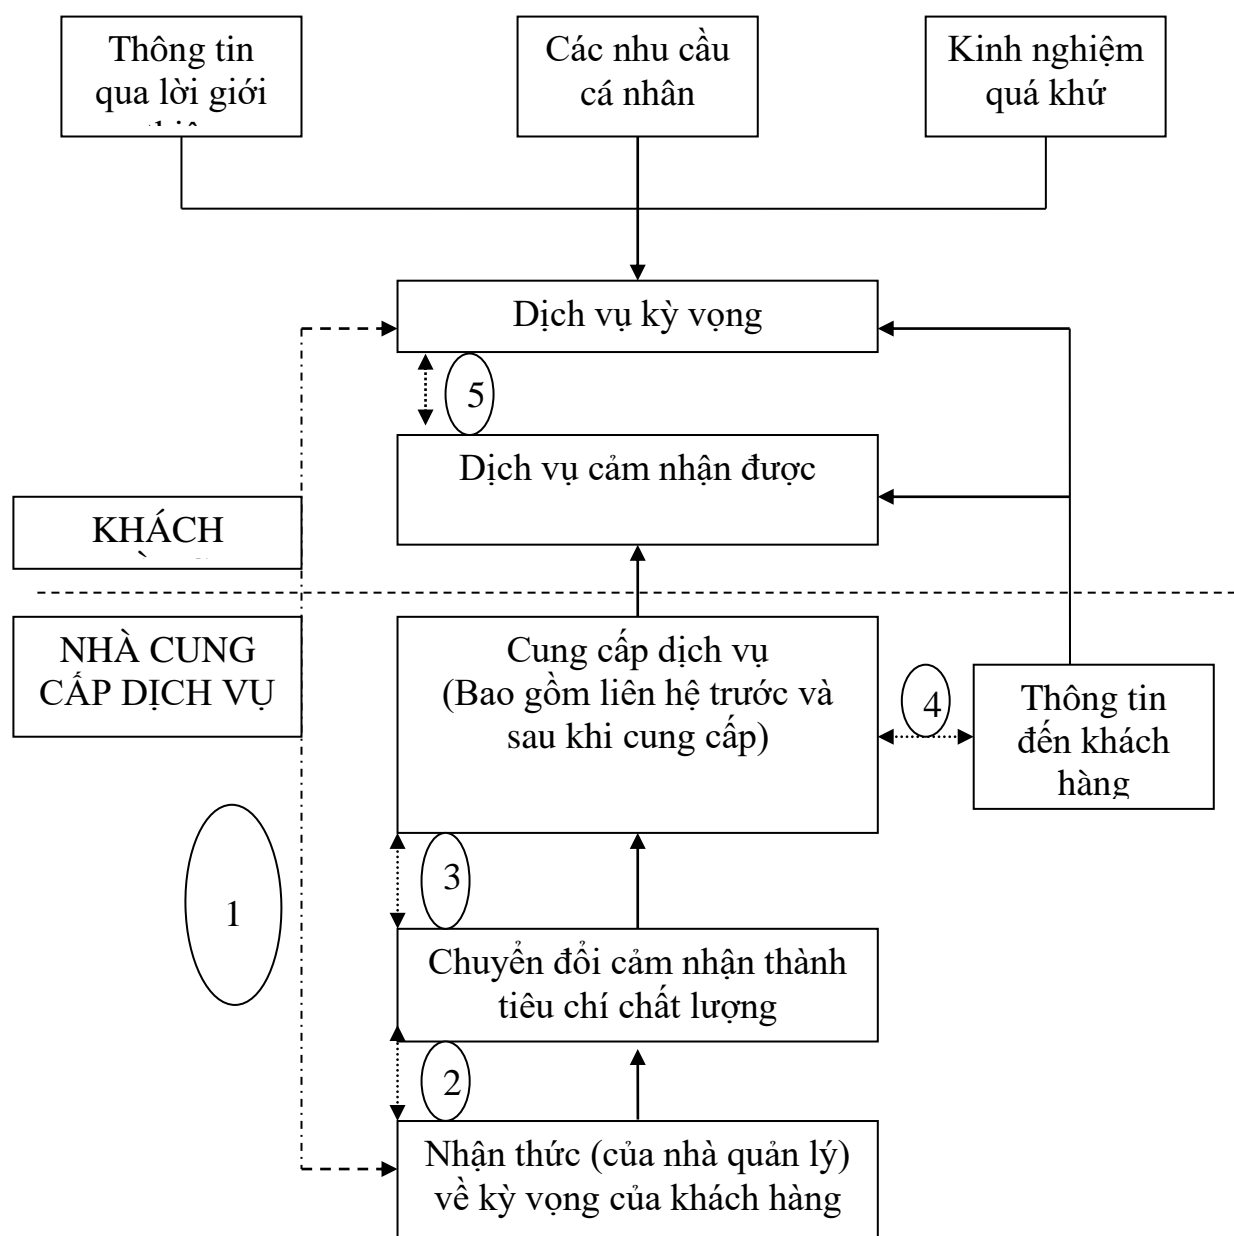 Thông tin
qua lời giới
Các nhu cầu
cá nhân
Kinh nghiệm
quá khứ
Dịch vụ kỳ vọng
5
Dịch vụ cảm nhận được
KHÁCH
NHÀ CUNG
CẤP DỊCH VỤ
Cung cấp dịch vụ
(Bao gồm liên hệ trước và
sau khi cung cấp)
4
Thông tin
đến khách
hàng
1
3
Chuyển đổi cảm nhận thành
tiêu chí chất lượng
2
Nhận thức (của nhà quản lý)
về kỳ vọng của khách hàng